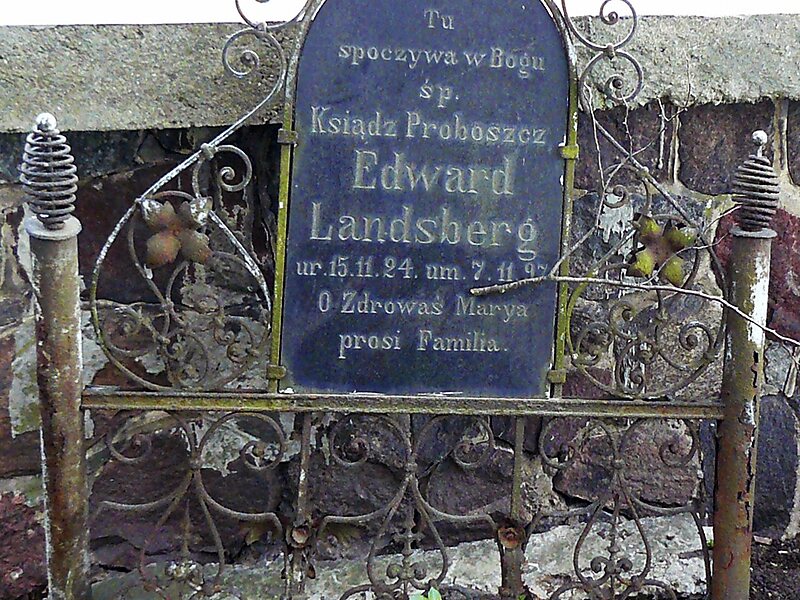 Tu
spoczywa w Bogu
śp.
Ksiądz Proboszcz
Edward
Landsberg
ur. 15.11.24. um. 7.11.97
O Zdrowaś Marya
prosi Familia.